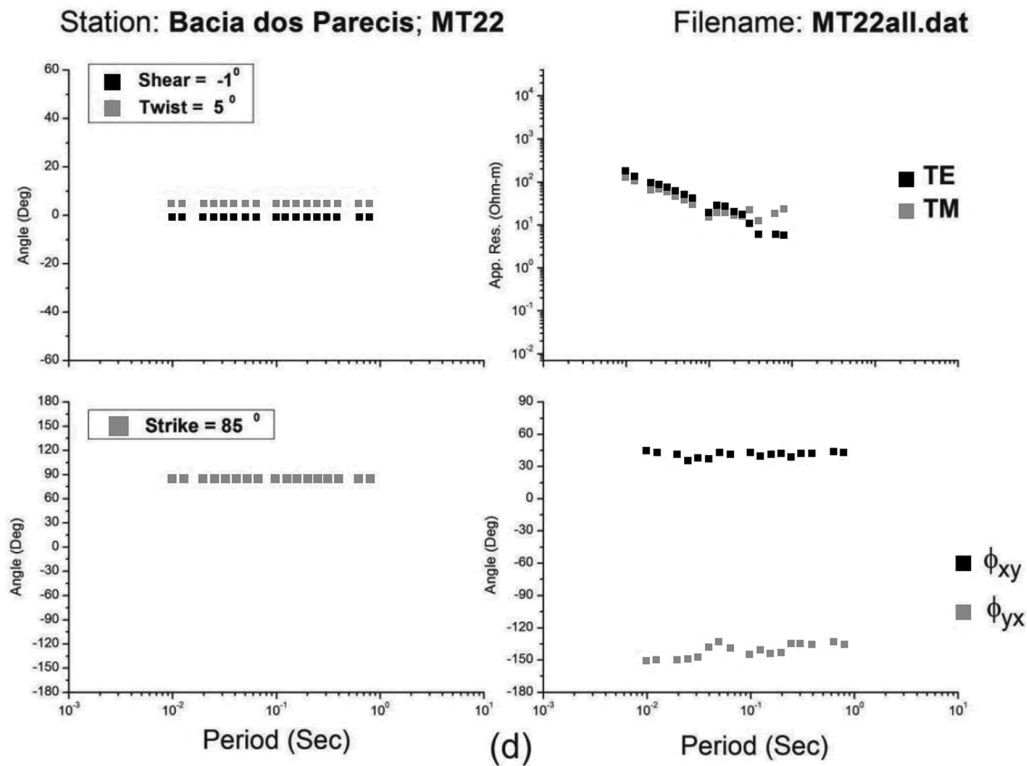 Station: Bacia dos Parecis; MT22
Filename: MT22all.dat
60
40
20
0
-20
-40
-60
Angle (Deg)
Shear = -1⁰
Twist = 5 ⁰
10⁴
10³
10²
10¹
10⁰
10⁻¹
10⁻²
App. Res. (Ohm-m)
TE
TM
180
150
120
90
60
30
0
-30
-60
-90
-120
-150
-180
Angle (Deg)
Strike = 85 ⁰
10⁻³
10⁻²
10⁻¹
10⁰
10¹
Period (Sec)
90
60
30
0
-30
-60
-90
-120
-150
-180
Angle (Deg)
ϕxy
ϕyx
10⁻³
10⁻²
10⁻¹
10⁰
10¹
Period (Sec)
(d)